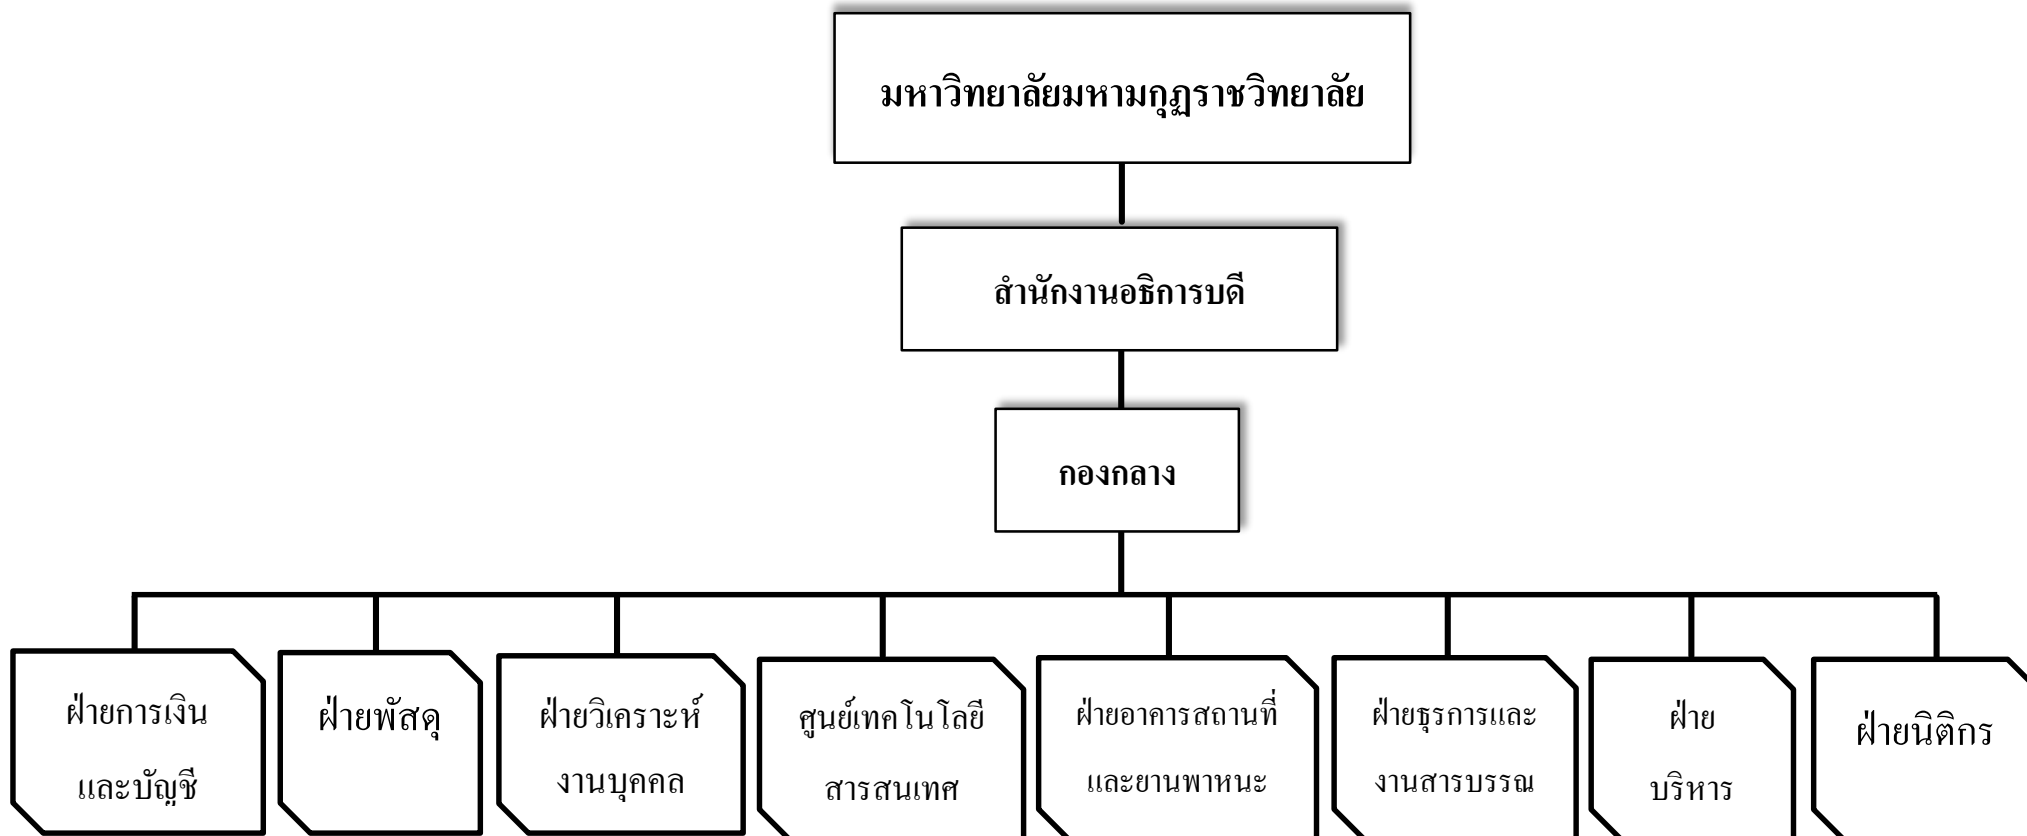 มหาวิทยาลัยมหามกุฏราชวิทยาลัย
สำนักงานอธิการบดี
กองกลาง
ฝ่ายการเงิน
และบัญชี
ฝ่ายพัสดุ
ฝ่ายวิเคราะห์
งานบุคคล
ศูนย์เทคโนโลยี
สารสนเทศ
ฝ่ายอาคารสถานที่
และยานพาหนะ
ฝ่ายธุรการและ
งานสารบรรณ
ฝ่าย
บริหาร
ฝ่ายนิติกร